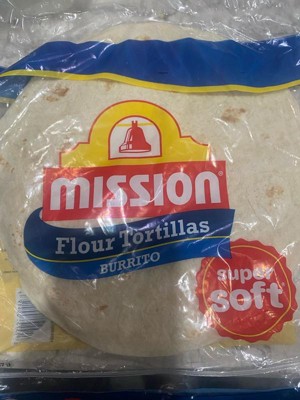 mission
Flour Tortillas
BURRITO
super
soft